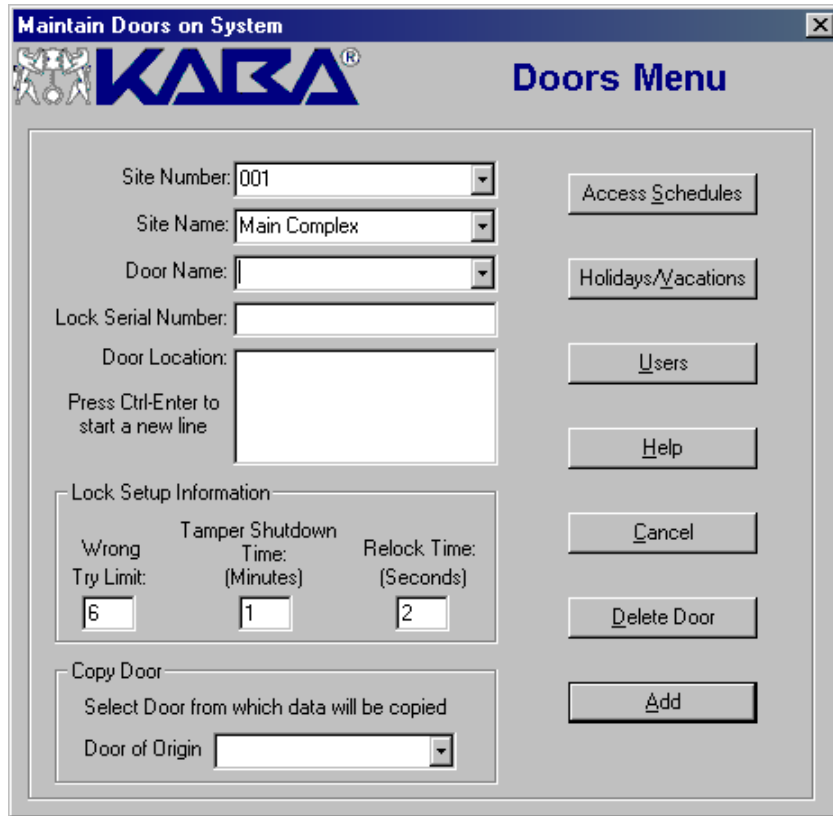 Maintain Doors on System
KABA®
Doors Menu
Site Number: 001
Site Name: Main Complex
Door Name:
Lock Serial Number:
Door Location:
Press Ctrl-Enter to
start a new line
Access Schedules
Holidays/Vacations
Users
Help
Cancel
Delete Door
Add
Lock Setup Information
Wrong
Try Limit:
6
Tamper Shutdown
Time:
(Minutes)
1
Relock Time:
(Seconds)
2
Copy Door
Select Door from which data will be copied
Door of Origin